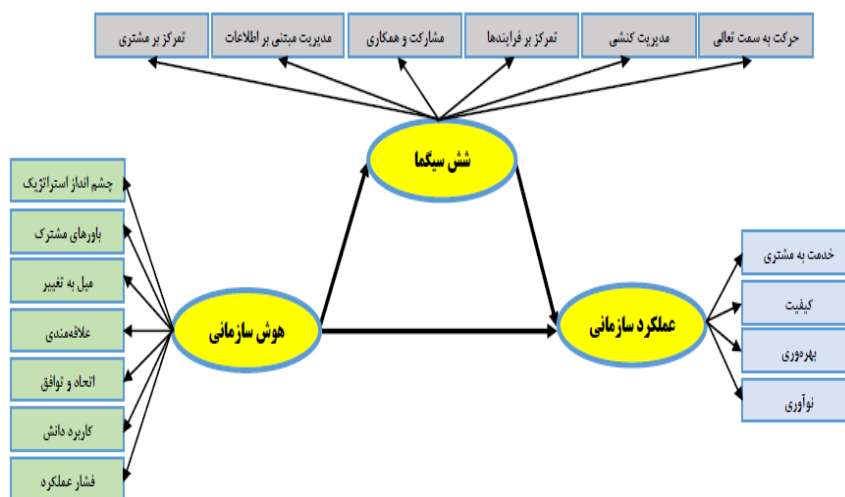 حرکت به سمت تعالی
مدیریت کنشی
تمرکز بر فرایندها
مشارکت و همکاری
مدیریت مبتنی بر اطلاعات
تمرکز بر مشتری
شش سیگما
خدمت به مشتری
کیفیت
بهره‌وری
نوآوری
عملکرد سازمانی
هوش سازمانی
چشم انداز استراتژیک
باورهای مشترک
میل به تغییر
علاقه‌مندی
اتحاد و توافق
کاربرد دانش
فشار عملکرد